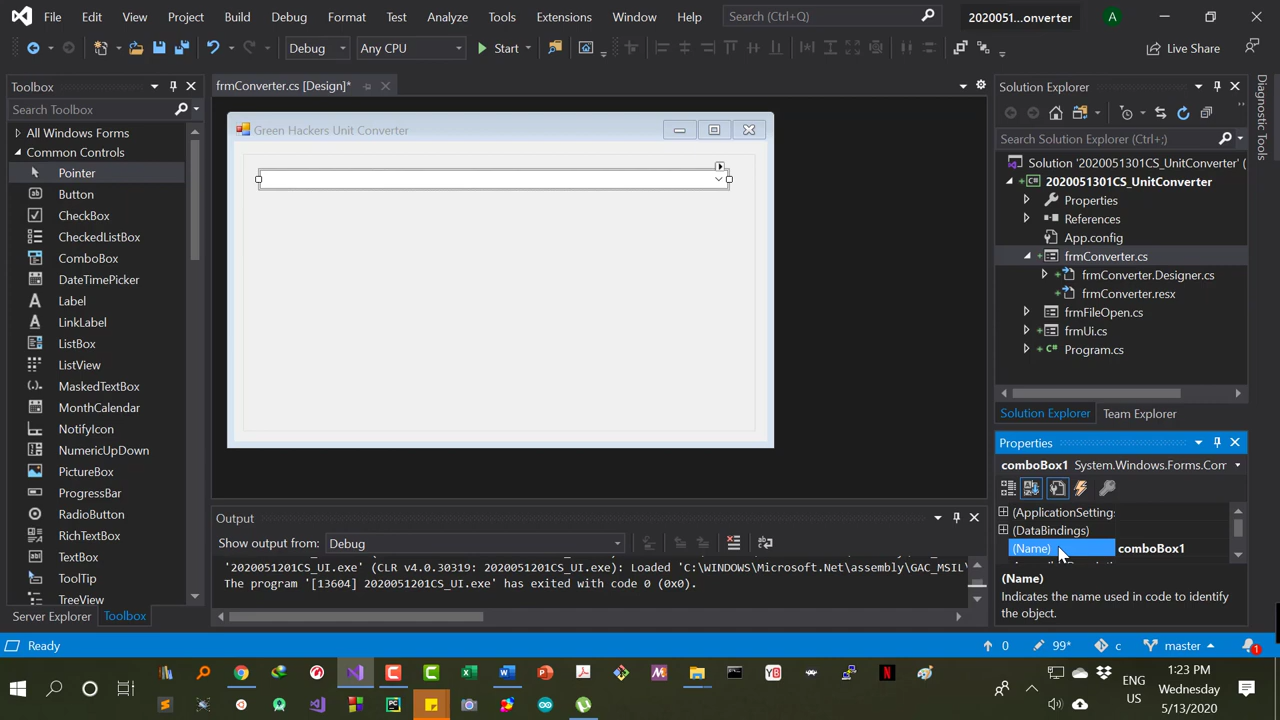 File Edit View Project Build Debug Format Test Analyze Tools Extensions Window Help Search (Ctrl+Q) 2020051...onverter A
Debug Any CPU Start Live Share
Toolbox
Search Toolbox
All Windows Forms
Common Controls
Pointer
Button
CheckBox
CheckedListBox
ComboBox
DateTimePicker
Label
LinkLabel
ListBox
ListView
MaskedTextBox
MonthCalendar
NotifyIcon
NumericUpDown
PictureBox
ProgressBar
RadioButton
RichTextBox
TextBox
ToolTip
TreeView
Server Explorer Toolbox
frmConverter.cs [Design]*
Green Hackers Unit Converter
Output
Show output from: Debug
'2020051201CS_UI.exe' (CLR v4.0.30319: 2020051201CS_UI.exe): Loaded 'C:\WINDOWS\Microsoft.Net\assembly\GAC_MSIL\
The program '[13604] 2020051201CS_UI.exe' has exited with code 0 (0x0).
Solution Explorer
Search Solution Explorer (Ctrl+;)
Solution '2020051301CS_UnitConverter' (
2020051301CS_UnitConverter
Properties
References
App.config
frmConverter.cs
frmConverter.Designer.cs
frmConverter.resx
frmFileOpen.cs
frmUi.cs
Program.cs
Solution Explorer Team Explorer
Properties
comboBox1 System.Windows.Forms.Com
(ApplicationSettings
(DataBindings)
(Name) comboBox1
(Name)
Indicates the name used in code to identify
the object.
Diagnostic Tools
Ready 0 99* c master 1
ENG
US
1:23 PM
Wednesday
5/13/2020